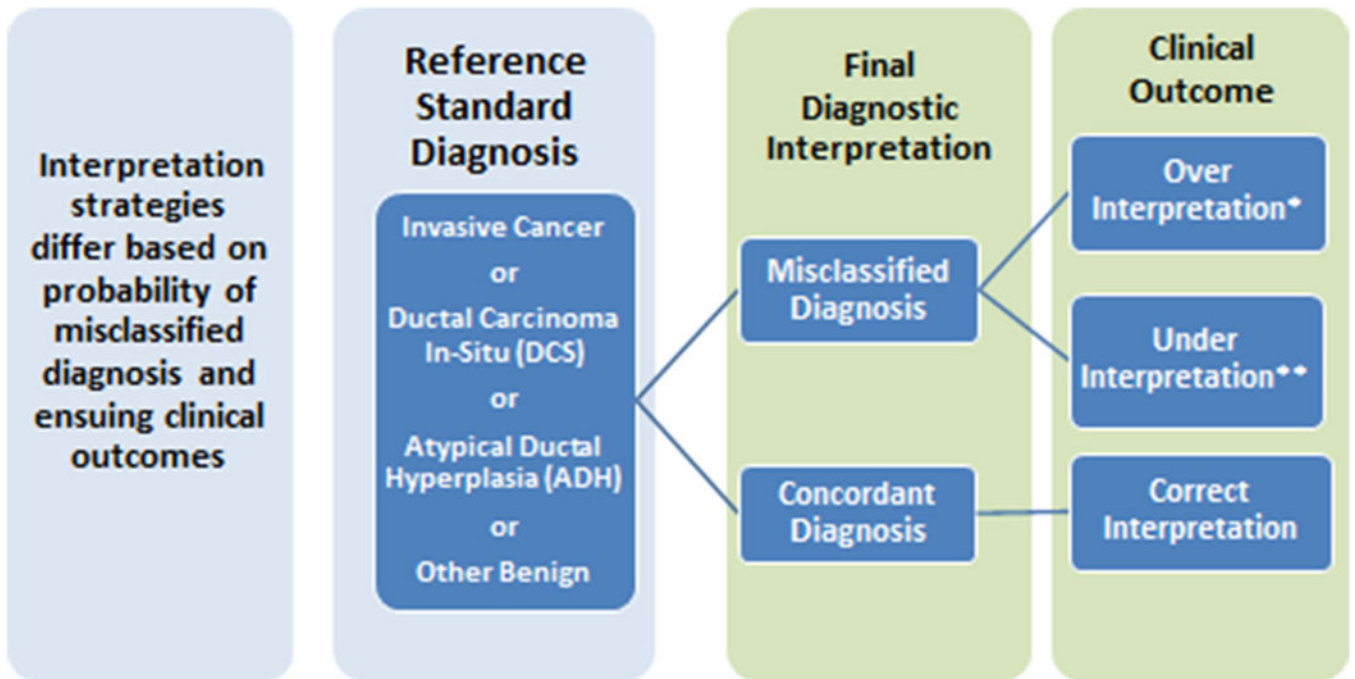 Interpretation
strategies
differ based on
probability of
misclassified
diagnosis and
ensuing clinical
outcomes
Reference
Standard
Diagnosis
Invasive Cancer
or
Ductal Carcinoma
In-Situ (DCS)
or
Atypical Ductal
Hyperplasia (ADH)
or
Other Benign
Final
Diagnostic
Interpretation
Misclassified
Diagnosis
Concordant
Diagnosis
Clinical
Outcome
Over
Interpretation*
Under
Interpretation**
Correct
Interpretation